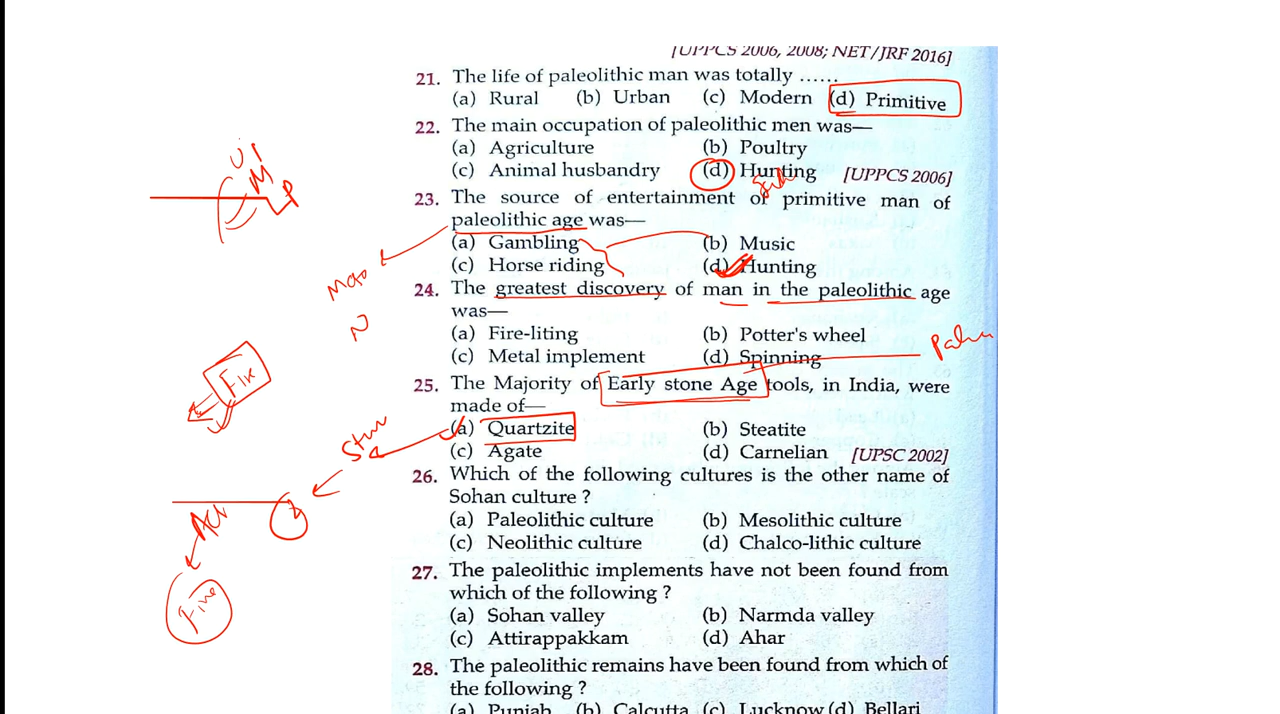 [UPPCS 2006, 2008; NET/JRF 2016]
21. The life of paleolithic man was totally ......
(a) Rural (b) Urban (c) Modern (d) Primitive
22. The main occupation of paleolithic men was—
(a) Agriculture (b) Poultry
(c) Animal husbandry (d) Hunting [UPPCS 2006]
23. The source of entertainment of primitive man of
paleolithic age was—
(a) Gambling (b) Music
(c) Horse riding (d) Hunting
24. The greatest discovery of man in the paleolithic age
was—
(a) Fire-liting (b) Potter's wheel
(c) Metal implement (d) Spinning
25. The Majority of Early stone Age tools, in India, were
made of—
(a) Quartzite (b) Steatite
(c) Agate (d) Carnelian [UPSC 2002]
26. Which of the following cultures is the other name of
Sohan culture ?
(a) Paleolithic culture (b) Mesolithic culture
(c) Neolithic culture (d) Chalco-lithic culture
27. The paleolithic implements have not been found from
which of the following ?
(a) Sohan valley (b) Narmda valley
(c) Attirappakkam (d) Ahar
28. The paleolithic remains have been found from which of
the following ?
(a) Punjab (b) Calcutta (c) Lucknow (d) Bellari
U
M
P
N
Fire